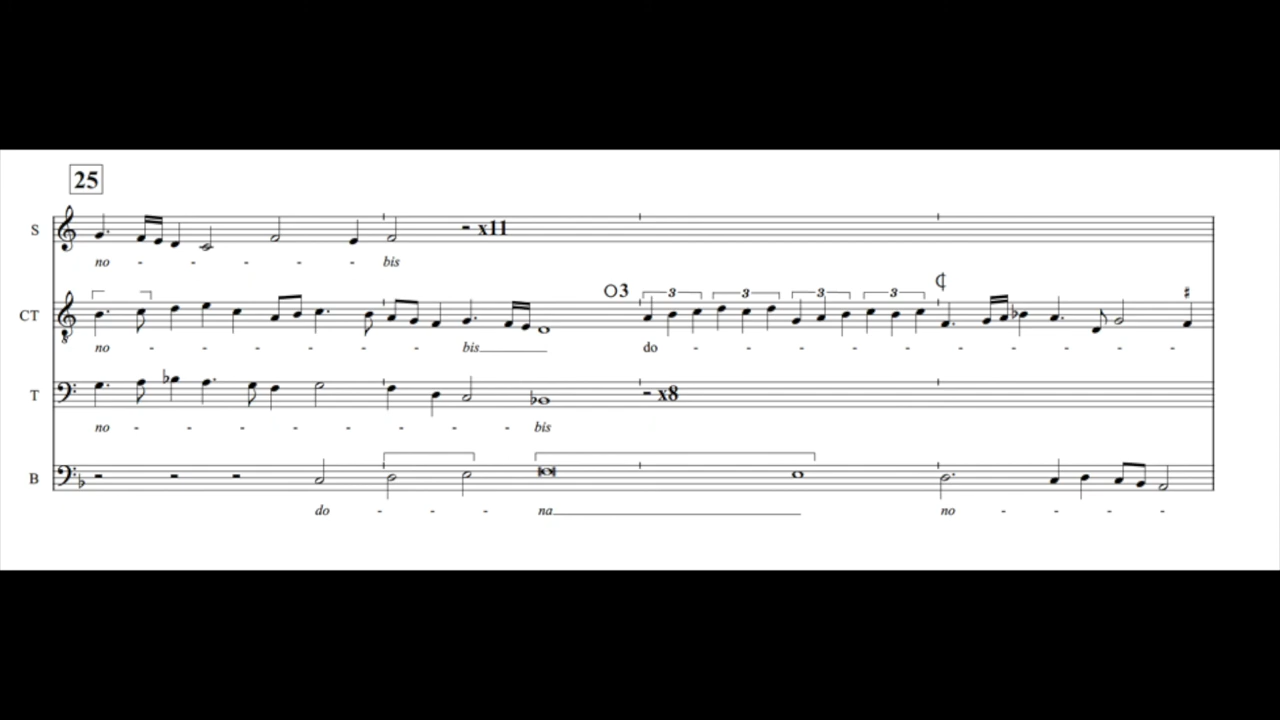 25
S
x11
no - - - - - bis
O3
CT
3 3 3 3
no - - - - - - bis do - - - - - - - - - -
T
x8
no - - - - - - - bis
B
do - - - na no - - - -